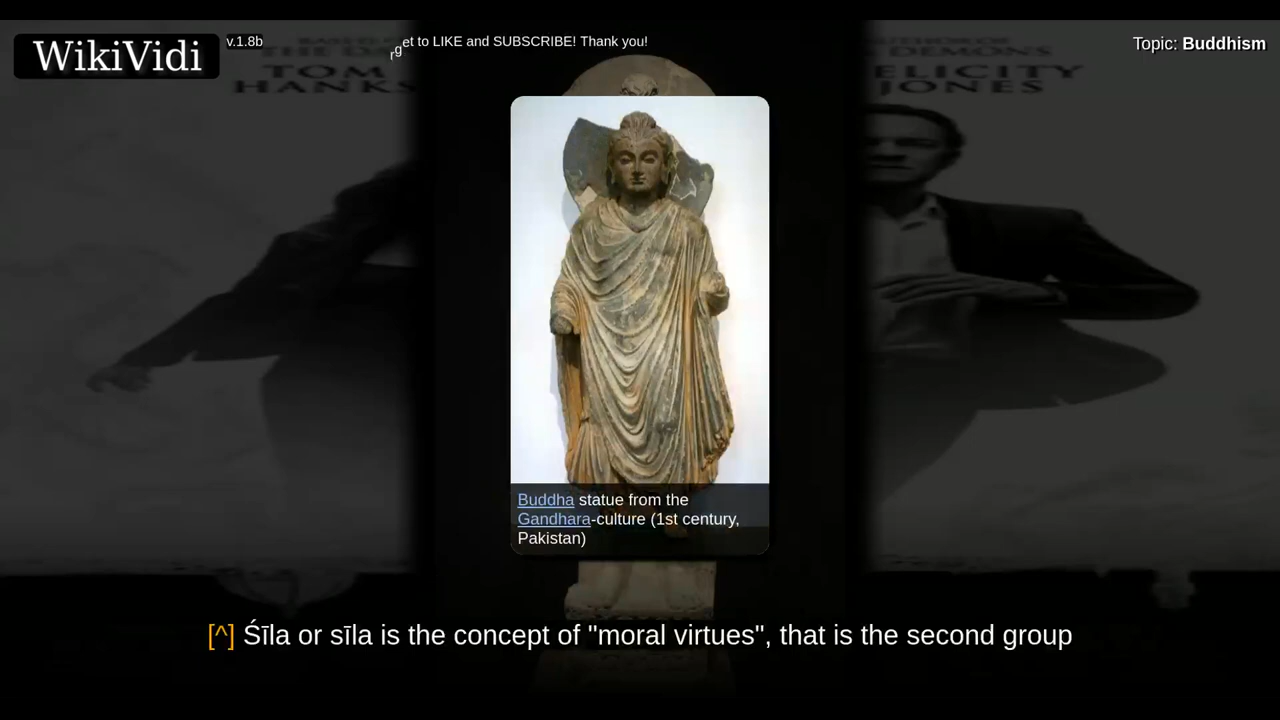 WikiVidi v.1.8b
rget to LIKE and SUBSCRIBE! Thank you!
Topic: Buddhism
TOM
HANKS
DEMONS
JONES
Buddha statue from the
Gandhara-culture (1st century,
Pakistan)
[^] Śīla or sīla is the concept of "moral virtues", that is the second group